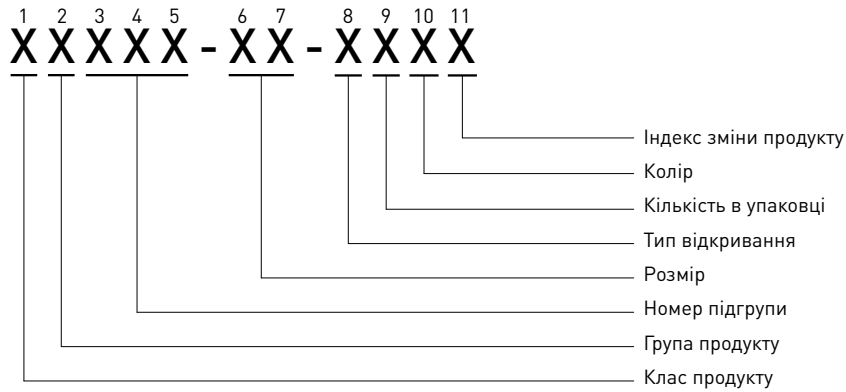 1 2 3 4 5 6 7 8 9 10 11
X X X X X - X X - X X X X
Індекс зміни продукту
Колір
Кількість в упаковці
Тип відкривання
Розмір
Номер підгрупи
Група продукту
Клас продукту